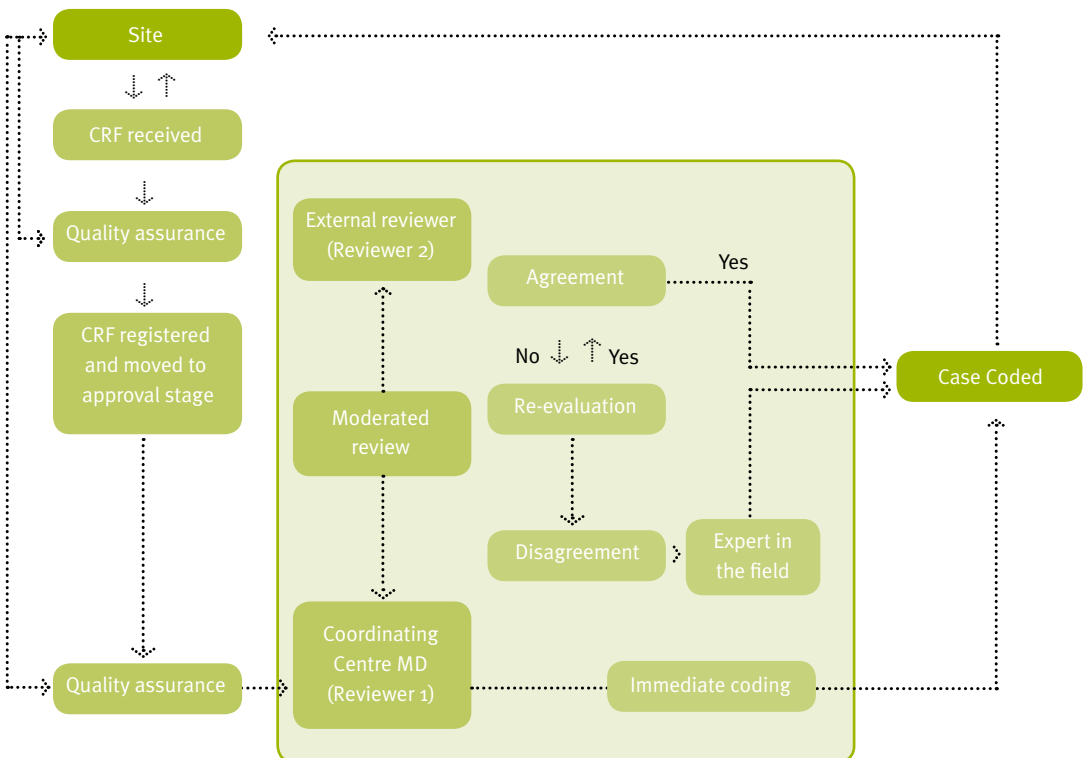 Site
CRF received
Quality assurance
CRF registered
and moved to
approval stage
Quality assurance
External reviewer
(Reviewer 2)
Moderated
review
Coordinating
Centre MD
(Reviewer 1)
Agreement
Yes
No
Yes
Re-evaluation
Disagreement
Expert in
the field
Immediate coding
Case Coded